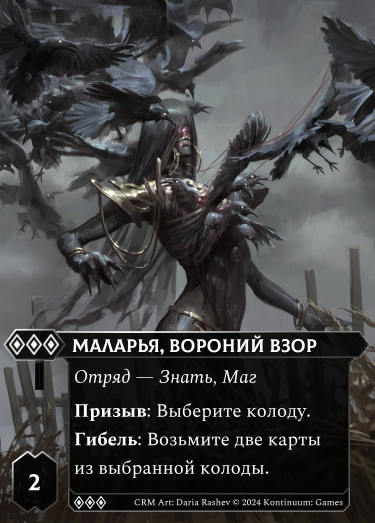 МАЛАРЬЯ, ВОРОНИЙ ВЗОР
Отряд — Знать, Маг
Призыв: Выберите колоду.
Гибель: Возьмите две карты
из выбранной колоды.
2
CRM Art: Daria Rashev © 2024 Kontinuum: Games